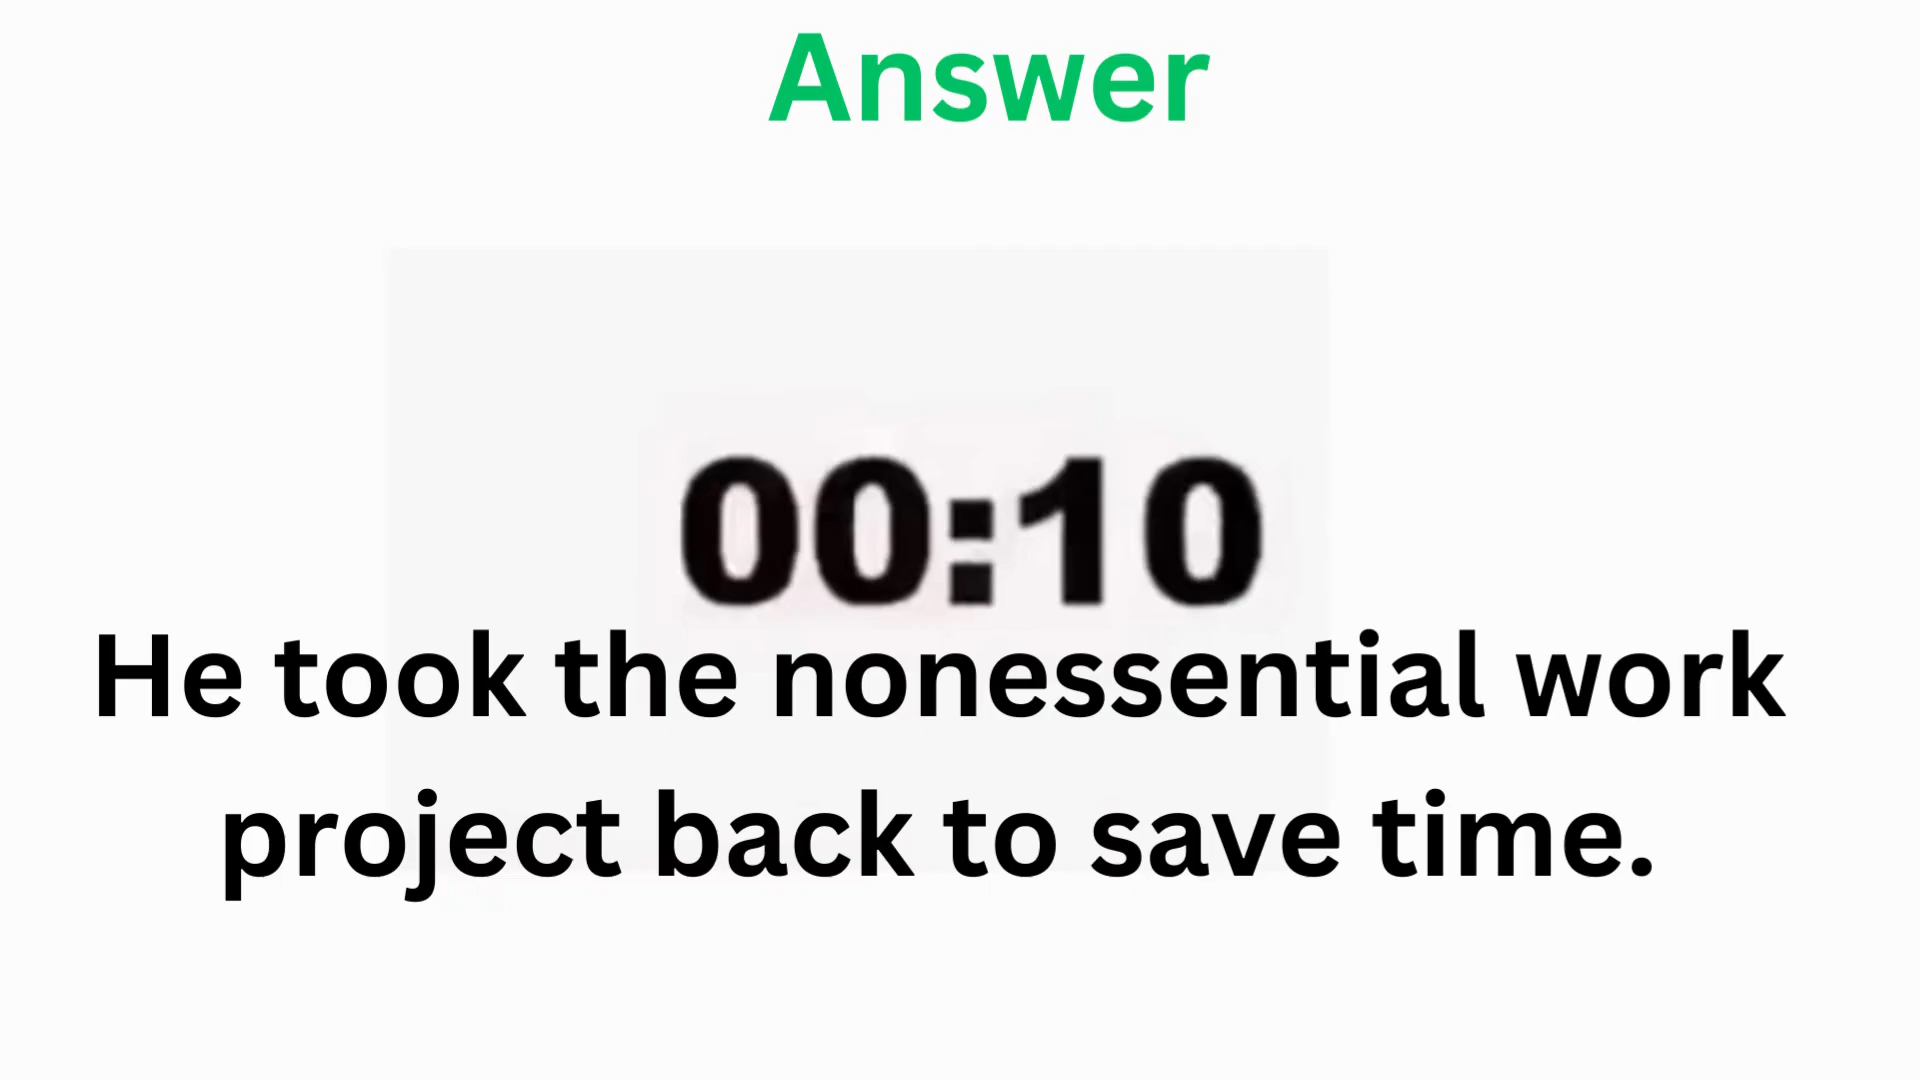 Answer
00:10
He took the nonessential work
project back to save time.